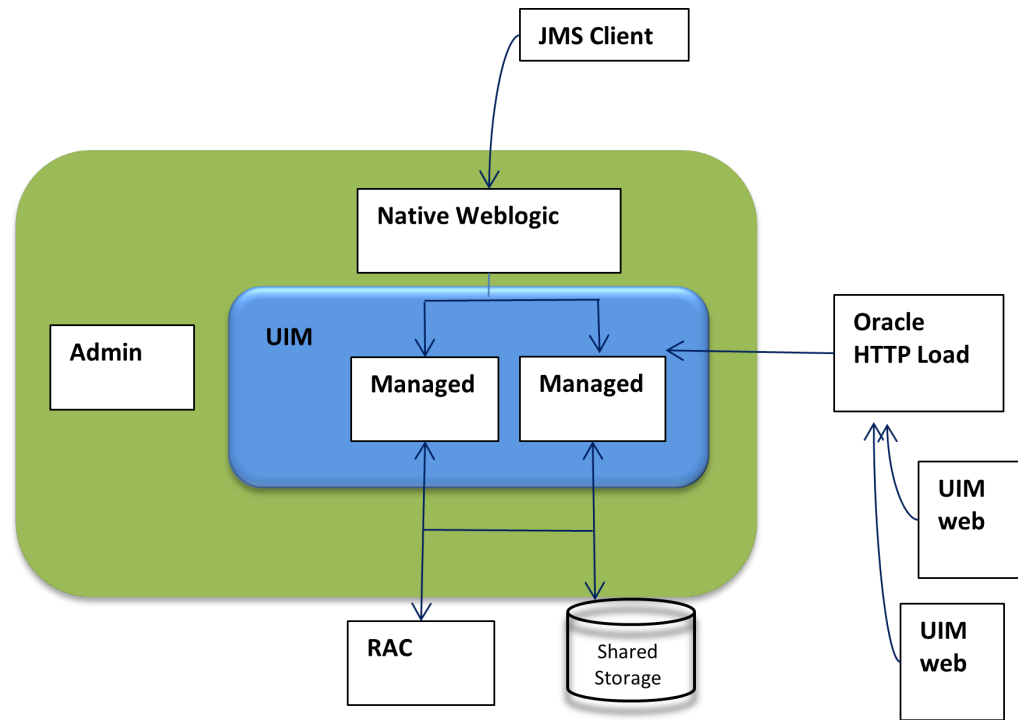 JMS Client
Native Weblogic
UIM
Admin
Managed
Managed
Oracle
HTTP Load
UIM
web
UIM
web
RAC
Shared
Storage